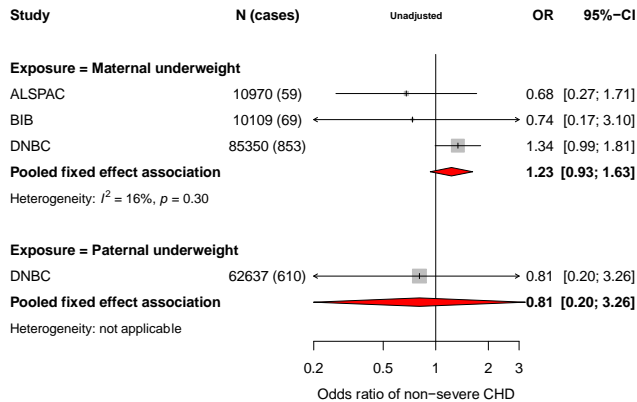 Study N (cases) Unadjusted OR 95%−CI
Exposure = Maternal underweight
ALSPAC 10970 (59) 0.68 [0.27; 1.71]
BIB 10109 (69) 0.74 [0.17; 3.10]
DNBC 85350 (853) 1.34 [0.99; 1.81]
Pooled fixed effect association 1.23 [0.93; 1.63]
Heterogeneity: I² = 16%, p = 0.30
Exposure = Paternal underweight
DNBC 62637 (610) 0.81 [0.20; 3.26]
Pooled fixed effect association 0.81 [0.20; 3.26]
Heterogeneity: not applicable
0.2 0.5 1 2 3
Odds ratio of non−severe CHD